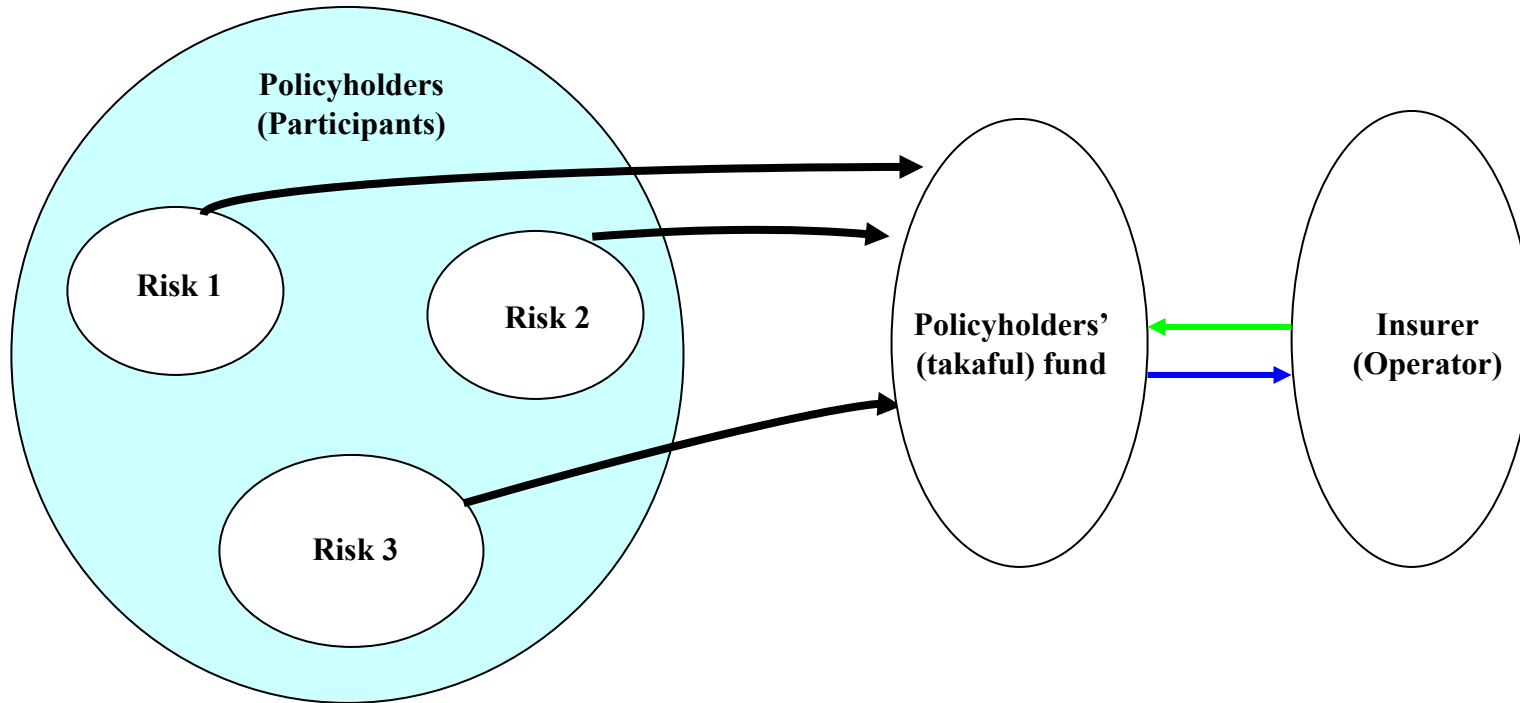 Policyholders
(Participants)
Risk 1
Risk 2
Risk 3
Policyholders’
(takaful) fund
Insurer
(Operator)